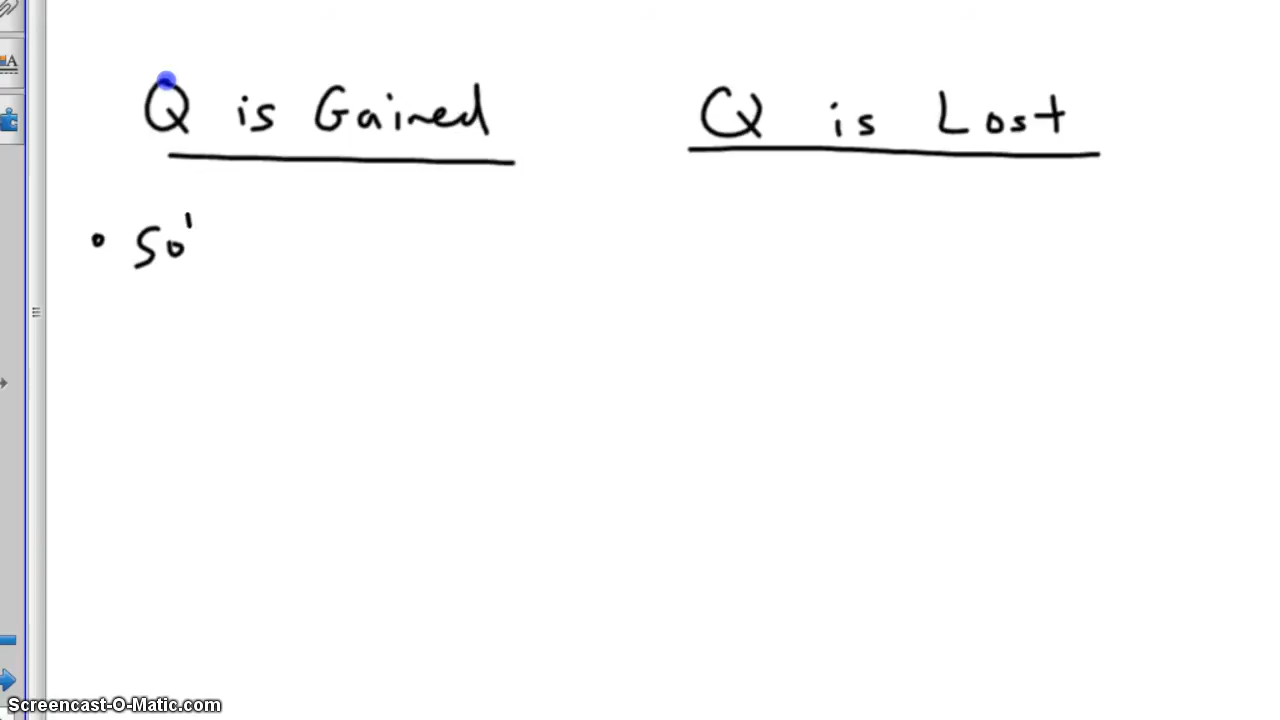 Q is Gained
Q is Lost
• So'
A
Screencast-O-Matic.com